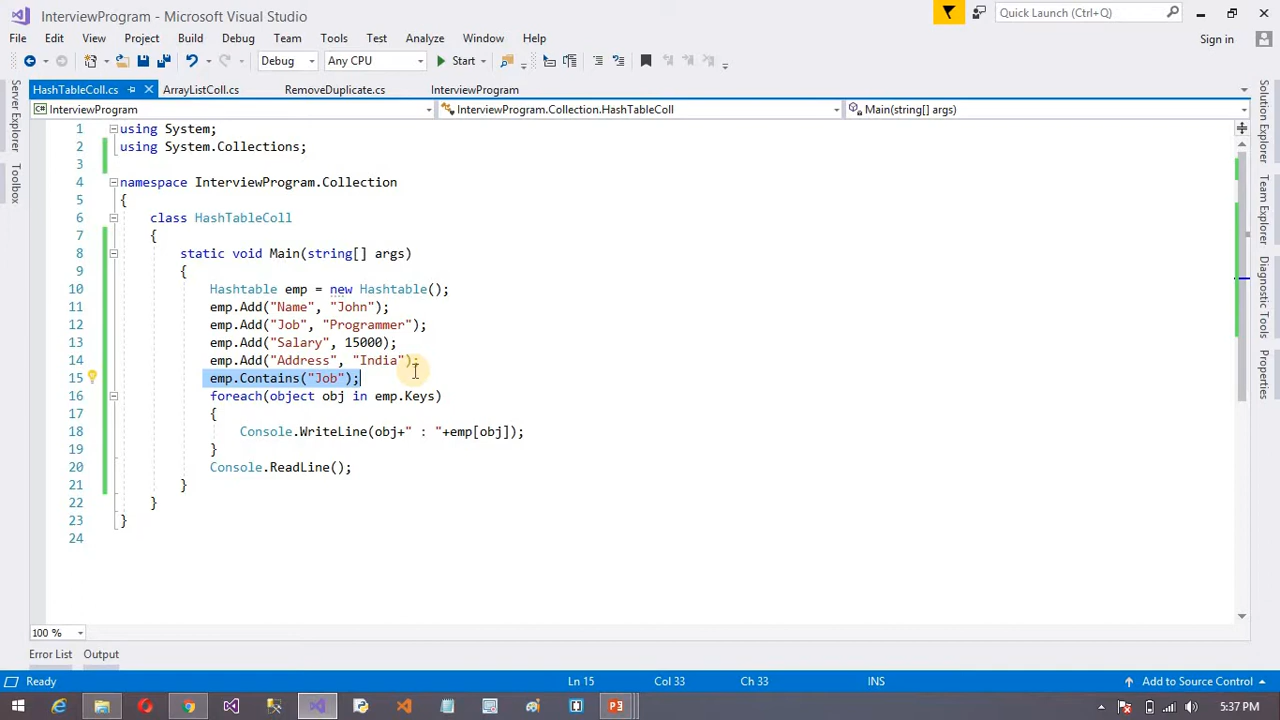 InterviewProgram - Microsoft Visual Studio
Quick Launch (Ctrl+Q)
File Edit View Project Build Debug Team Tools Test Analyze Window Help
Sign in
Debug Any CPU Start
HashTableColl.cs ArrayListColl.cs RemoveDuplicate.cs InterviewProgram
C# InterviewProgram InterviewProgram.Collection.HashTableColl Main(string[] args)
Server Explorer
Toolbox
1 using System;
2 using System.Collections;
3
4 namespace InterviewProgram.Collection
5 {
6 class HashTableColl
7 {
8 static void Main(string[] args)
9 {
10 Hashtable emp = new Hashtable();
11 emp.Add("Name", "John");
12 emp.Add("Job", "Programmer");
13 emp.Add("Salary", 15000);
14 emp.Add("Address", "India");
15 emp.Contains("Job");
16 foreach(object obj in emp.Keys)
17 {
18 Console.WriteLine(obj+" : "+emp[obj]);
19 }
20 Console.ReadLine();
21 }
22 }
23 }
24
Solution Explorer
Team Explorer
Diagnostic Tools
Properties
100 %
Error List Output
Ready Ln 15 Col 33 Ch 33 INS Add to Source Control
5:37 PM